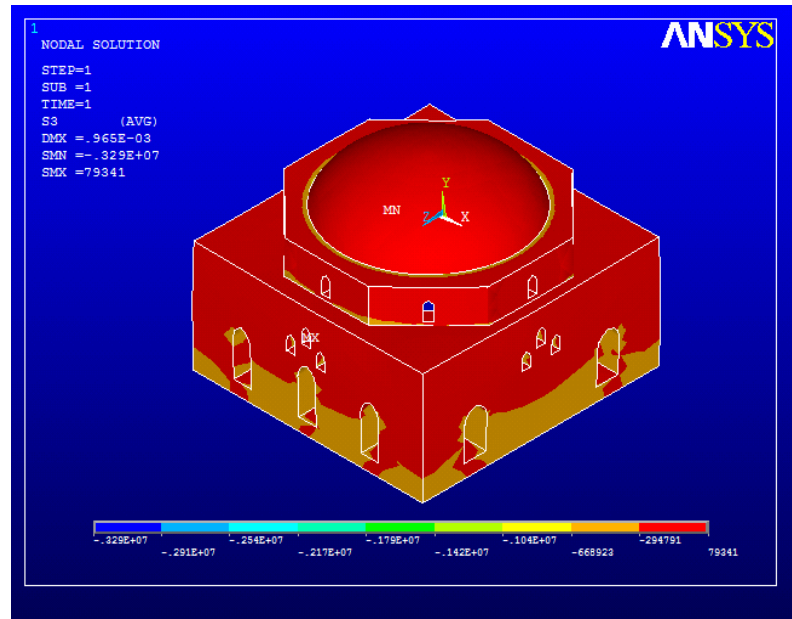 1
ANSYS
NODAL SOLUTION
STEP=1
SUB =1
TIME=1
S3 (AVG)
DMX =.965E-03
SMN =-.329E+07
SMX =79341
Y
MN Z X
MX
-.329E+07 -.254E+07 -.179E+07 -.104E+07 -294791
-.291E+07 -.217E+07 -.142E+07 -668923 79341